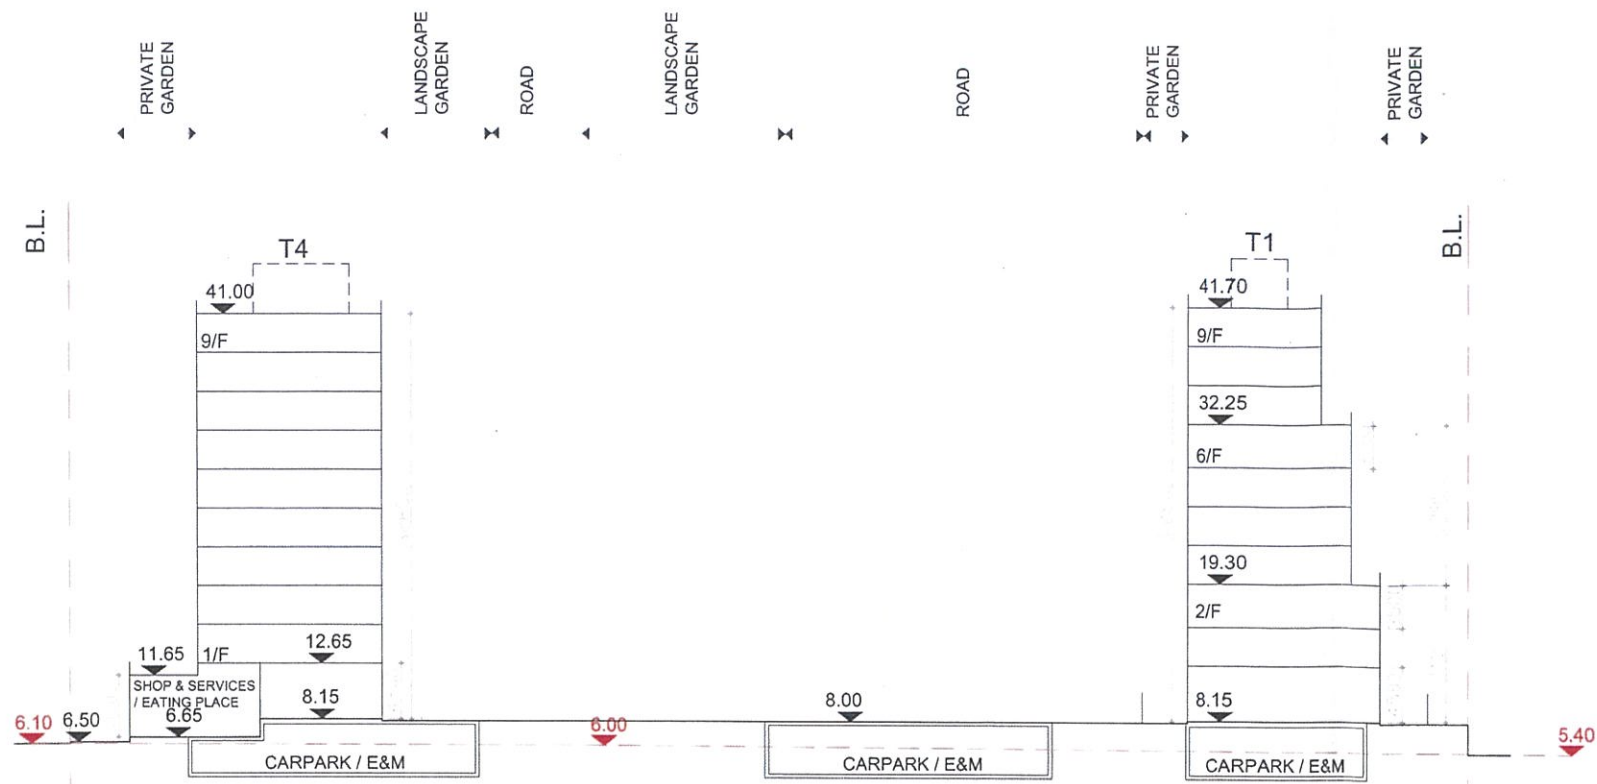 PRIVATE
GARDEN
LANDSCAPE
GARDEN
ROAD
LANDSCAPE
GARDEN
ROAD
PRIVATE
GARDEN
PRIVATE
GARDEN
B.L.
T4
T1
B.L.
41.00
41.70
9/F
9/F
32.25
6/F
19.30
2/F
11.65
1/F
12.65
SHOP & SERVICES
/ EATING PLACE
6.10
6.50
6.65
8.15
6.00
8.00
8.15
5.40
CARPARK / E&M
CARPARK / E&M
CARPARK / E&M